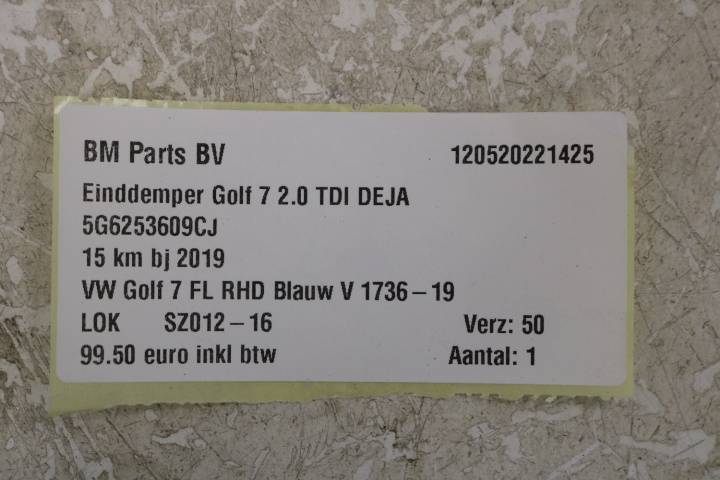 BM Parts BV 120520221425
Einddemper Golf 7 2.0 TDI DEJA
5G6253609CJ
15 km bj 2019
VW Golf 7 FL RHD Blauw V 1736-19
LOK SZ012-16 Verz: 50
99.50 euro inkl btw Aantal: 1